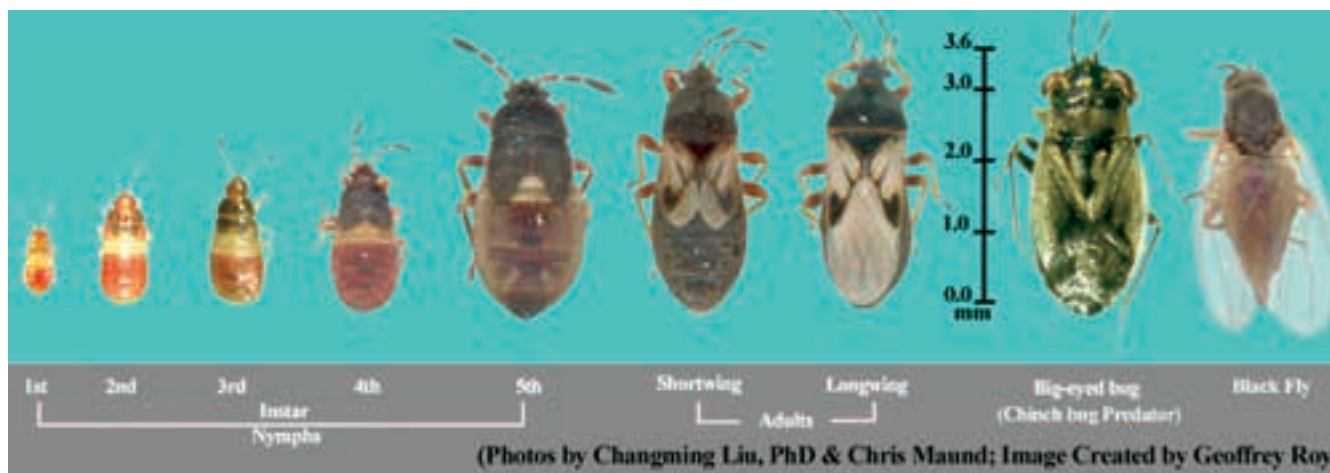 3.6
3.0
2.0
1.0
0.0
mm
1st 2nd 3rd 4th 5th Shortwing Longwing Big-eyed bug Black Fly
Instar Adults (Chinch bug Predator)
Nymphs
(Photos by Changming Liu, PhD & Chris Maund; Image Created by Geoffrey